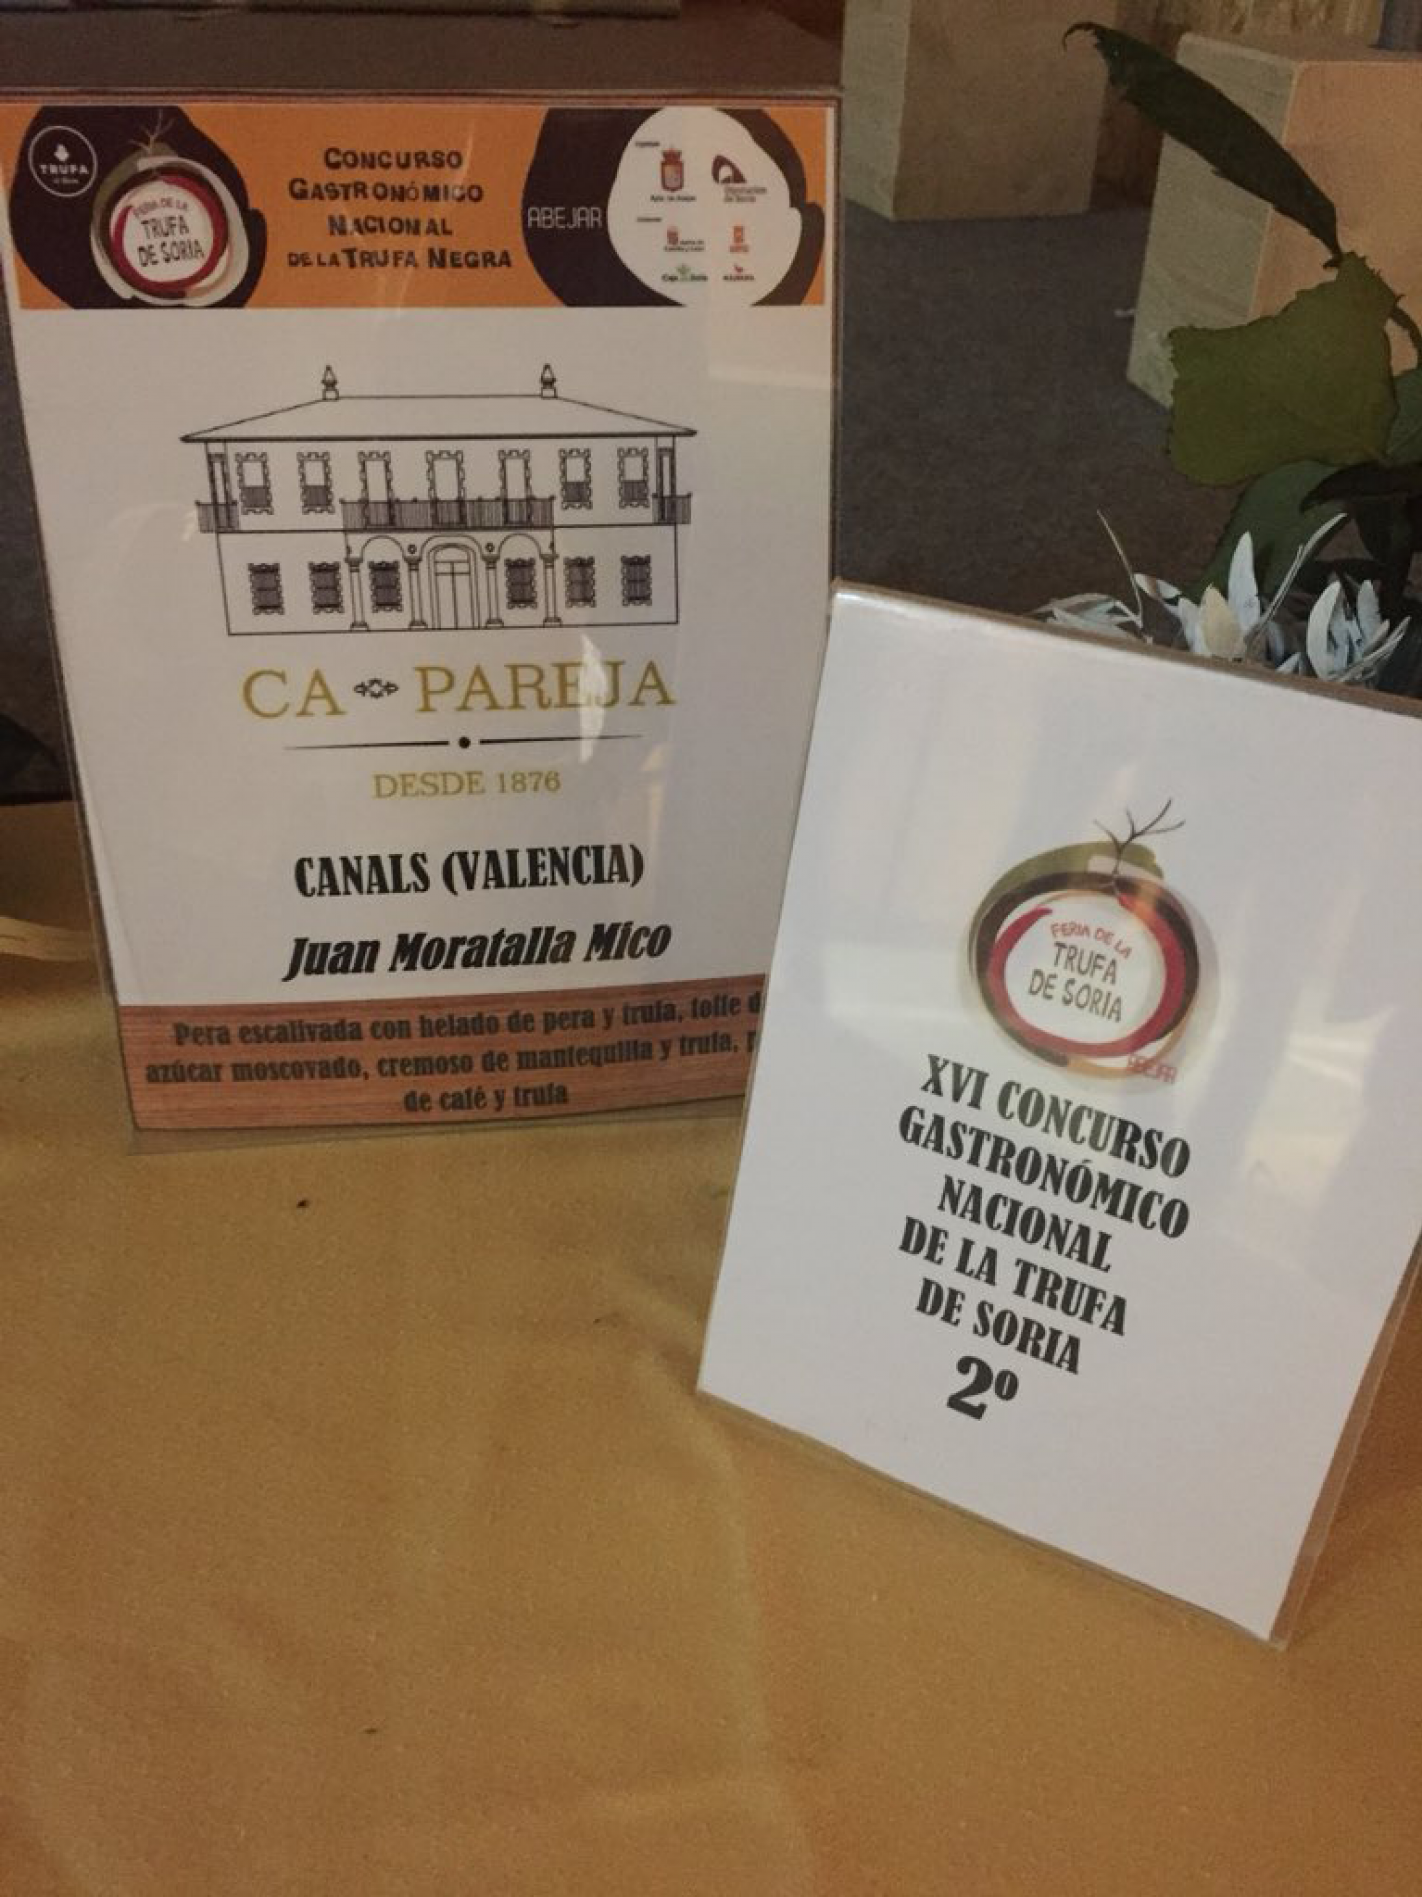 TRUFA
FERIA DE LA
TRUFA
DE SORIA
CONCURSO
GASTRONÓMICO
NACIONAL
DE LA TRUFA NEGRA
ABEJAR
CA PAREJA
DESDE 1876
CANALS (VALENCIA)
Juan Moratalla Mico
Pera escalivada con helado de pera y trufa, toffe
azúcar moscovado, cremoso de mantequilla y trufa,
de café y trufa
FERIA DE LA
TRUFA
DE SORIA
ABEJAR
XVI CONCURSO
GASTRONÓMICO
NACIONAL
DE LA TRUFA
DE SORIA
2º